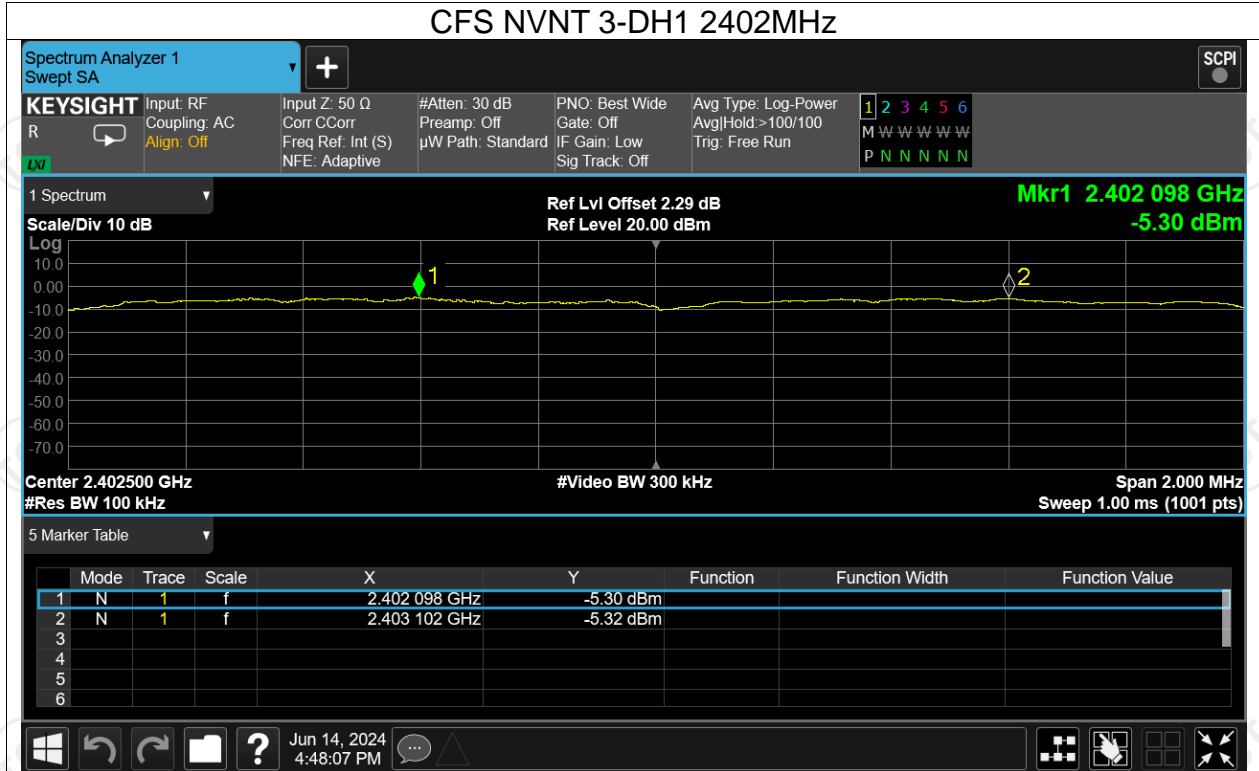 CFS NVNT 3-DH1 2402MHz
Spectrum Analyzer 1
Swept SA
+
SCPI
KEYSIGHT
R
LXI
Input: RF
Coupling: AC
Align: Off
Input Z: 50 Ω
Corr CCorr
Freq Ref: Int (S)
NFE: Adaptive
#Atten: 30 dB
Preamp: Off
µW Path: Standard
PNO: Best Wide
Gate: Off
IF Gain: Low
Sig Track: Off
Avg Type: Log-Power
Avg|Hold:>100/100
Trig: Free Run
1 2 3 4 5 6
M W W W W W
P N N N N N
1 Spectrum
Scale/Div 10 dB
Ref Lvl Offset 2.29 dB
Ref Level 20.00 dBm
Mkr1 2.402 098 GHz
-5.30 dBm
Log
10.0
0.00
-10.0
-20.0
-30.0
-40.0
-50.0
-60.0
-70.0
1
2
Center 2.402500 GHz
#Res BW 100 kHz
#Video BW 300 kHz
Span 2.000 MHz
Sweep 1.00 ms (1001 pts)
5 Marker Table
Mode Trace Scale X Y Function Function Width Function Value
1 N 1 f 2.402 098 GHz -5.30 dBm
2 N 1 f 2.403 102 GHz -5.32 dBm
3
4
5
6
?
Jun 14, 2024
4:48:07 PM